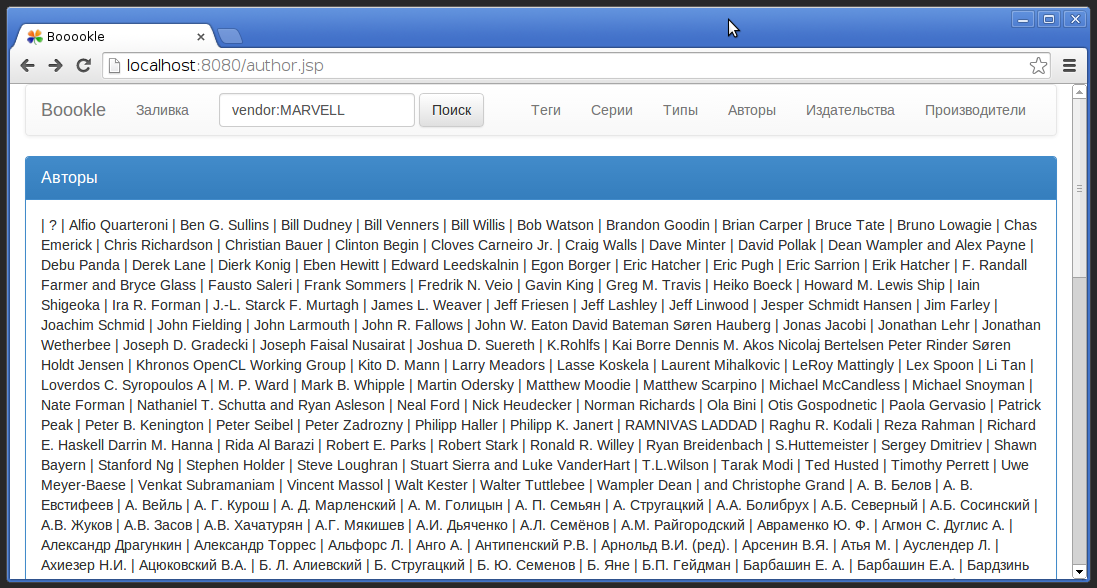 Booookle
localhost:8080/author.jsp
Boookle Заливка vendor:MARVELL Поиск Теги Серии Типы Авторы Издательства Производители
Авторы
| ? | Alfio Quarteroni | Ben G. Sullins | Bill Dudney | Bill Venners | Bill Willis | Bob Watson | Brandon Goodin | Brian Carper | Bruce Tate | Bruno Lowagie | Chas
Emerick | Chris Richardson | Christian Bauer | Clinton Begin | Cloves Carneiro Jr. | Craig Walls | Dave Minter | David Pollak | Dean Wampler and Alex Payne |
Debu Panda | Derek Lane | Dierk Konig | Eben Hewitt | Edward Leedskalnin | Egon Borger | Eric Hatcher | Eric Pugh | Eric Sarrion | Erik Hatcher | F. Randall
Farmer and Bryce Glass | Fausto Saleri | Frank Sommers | Fredrik N. Veio | Gavin King | Greg M. Travis | Heiko Boeck | Howard M. Lewis Ship | Iain
Shigeoka | Ira R. Forman | J.-L. Starck F. Murtagh | James L. Weaver | Jeff Friesen | Jeff Lashley | Jeff Linwood | Jesper Schmidt Hansen | Jim Farley |
Joachim Schmid | John Fielding | John Larmouth | John R. Fallows | John W. Eaton David Bateman Søren Hauberg | Jonas Jacobi | Jonathan Lehr | Jonathan
Wetherbee | Joseph D. Gradecki | Joseph Faisal Nusairat | Joshua D. Suereth | K.Rohlfs | Kai Borre Dennis M. Akos Nicolaj Bertelsen Peter Rinder Søren
Holdt Jensen | Khronos OpenCL Working Group | Kito D. Mann | Larry Meadors | Lasse Koskela | Laurent Mihalkovic | LeRoy Mattingly | Lex Spoon | Li Tan |
Loverdos C. Syropoulos A | M. P. Ward | Mark B. Whipple | Martin Odersky | Matthew Moodie | Matthew Scarpino | Michael McCandless | Michael Snoyman |
Nate Forman | Nathaniel T. Schutta and Ryan Asleson | Neal Ford | Nick Heudecker | Norman Richards | Ola Bini | Otis Gospodnetic | Paola Gervasio | Patrick
Peak | Peter B. Kenington | Peter Seibel | Peter Zadrozny | Philipp Haller | Philipp K. Janert | RAMNIVAS LADDAD | Raghu R. Kodali | Reza Rahman | Richard
E. Haskell Darrin M. Hanna | Rida Al Barazi | Robert E. Parks | Robert Stark | Ronald R. Willey | Ryan Breidenbach | S.Huttemeister | Sergey Dmitriev | Shawn
Bayern | Stanford Ng | Stephen Holder | Steve Loughran | Stuart Sierra and Luke VanderHart | T.L.Wilson | Tarak Modi | Ted Husted | Timothy Perrett | Uwe
Meyer-Baese | Venkat Subramaniam | Vincent Massol | Walt Kester | Walter Tuttlebee | Wampler Dean | and Christophe Grand | А. В. Белов | А. В.
Евстифеев | А. Вейль | А. Г. Курош | А. Д. Марленский | А. М. Голицын | А. П. Семьян | А. Стругацкий | А.А. Болибрух | А.Б. Северный | А.Б. Сосинский |
А.В. Жуков | А.В. Засов | А.В. Хачатурян | А.Г. Мякишев | А.И. Дьяченко | А.Л. Семёнов | А.М. Райгородский | Авраменко Ю. Ф. | Агмон С. Дуглис А. |
Александр Драгункин | Александр Торрес | Альфорс Л. | Анго А. | Антипенский Р.В. | Арнольд В.И. (ред). | Арсенин В.Я. | Атья М. | Ауслендер Л. |
Ахиезер Н.И. | Ацюковский В.А. | Б. Л. Алиевский | Б. Стругацкий | Б. Ю. Семенов | Б. Яне | Б.П. Гейдман | Барбашин Е. А. | Барбашин Е.А. | Бардзинь